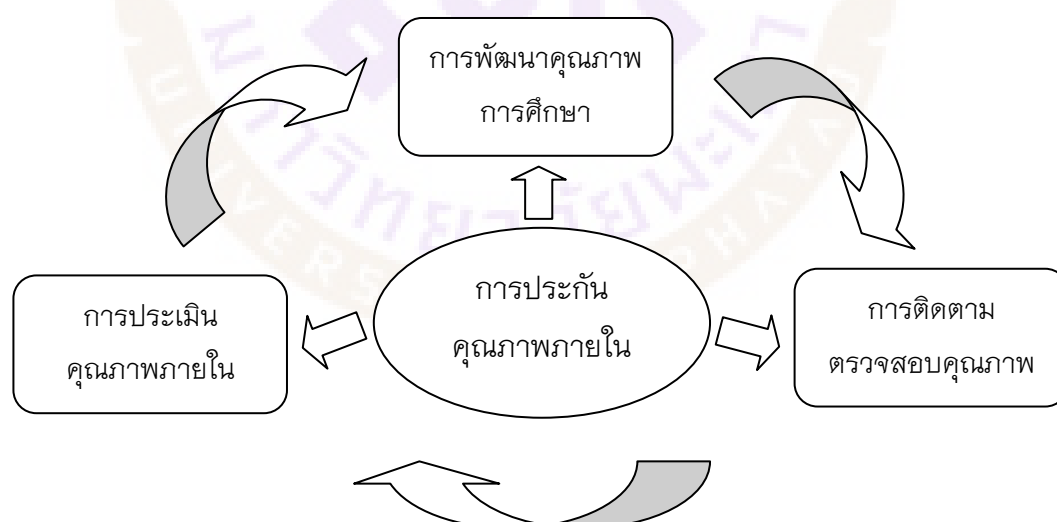 การพัฒนาคุณภาพ
การศึกษา
การประกัน
คุณภาพภายใน
การประเมิน
คุณภาพภายใน
การติดตาม
ตรวจสอบคุณภาพ